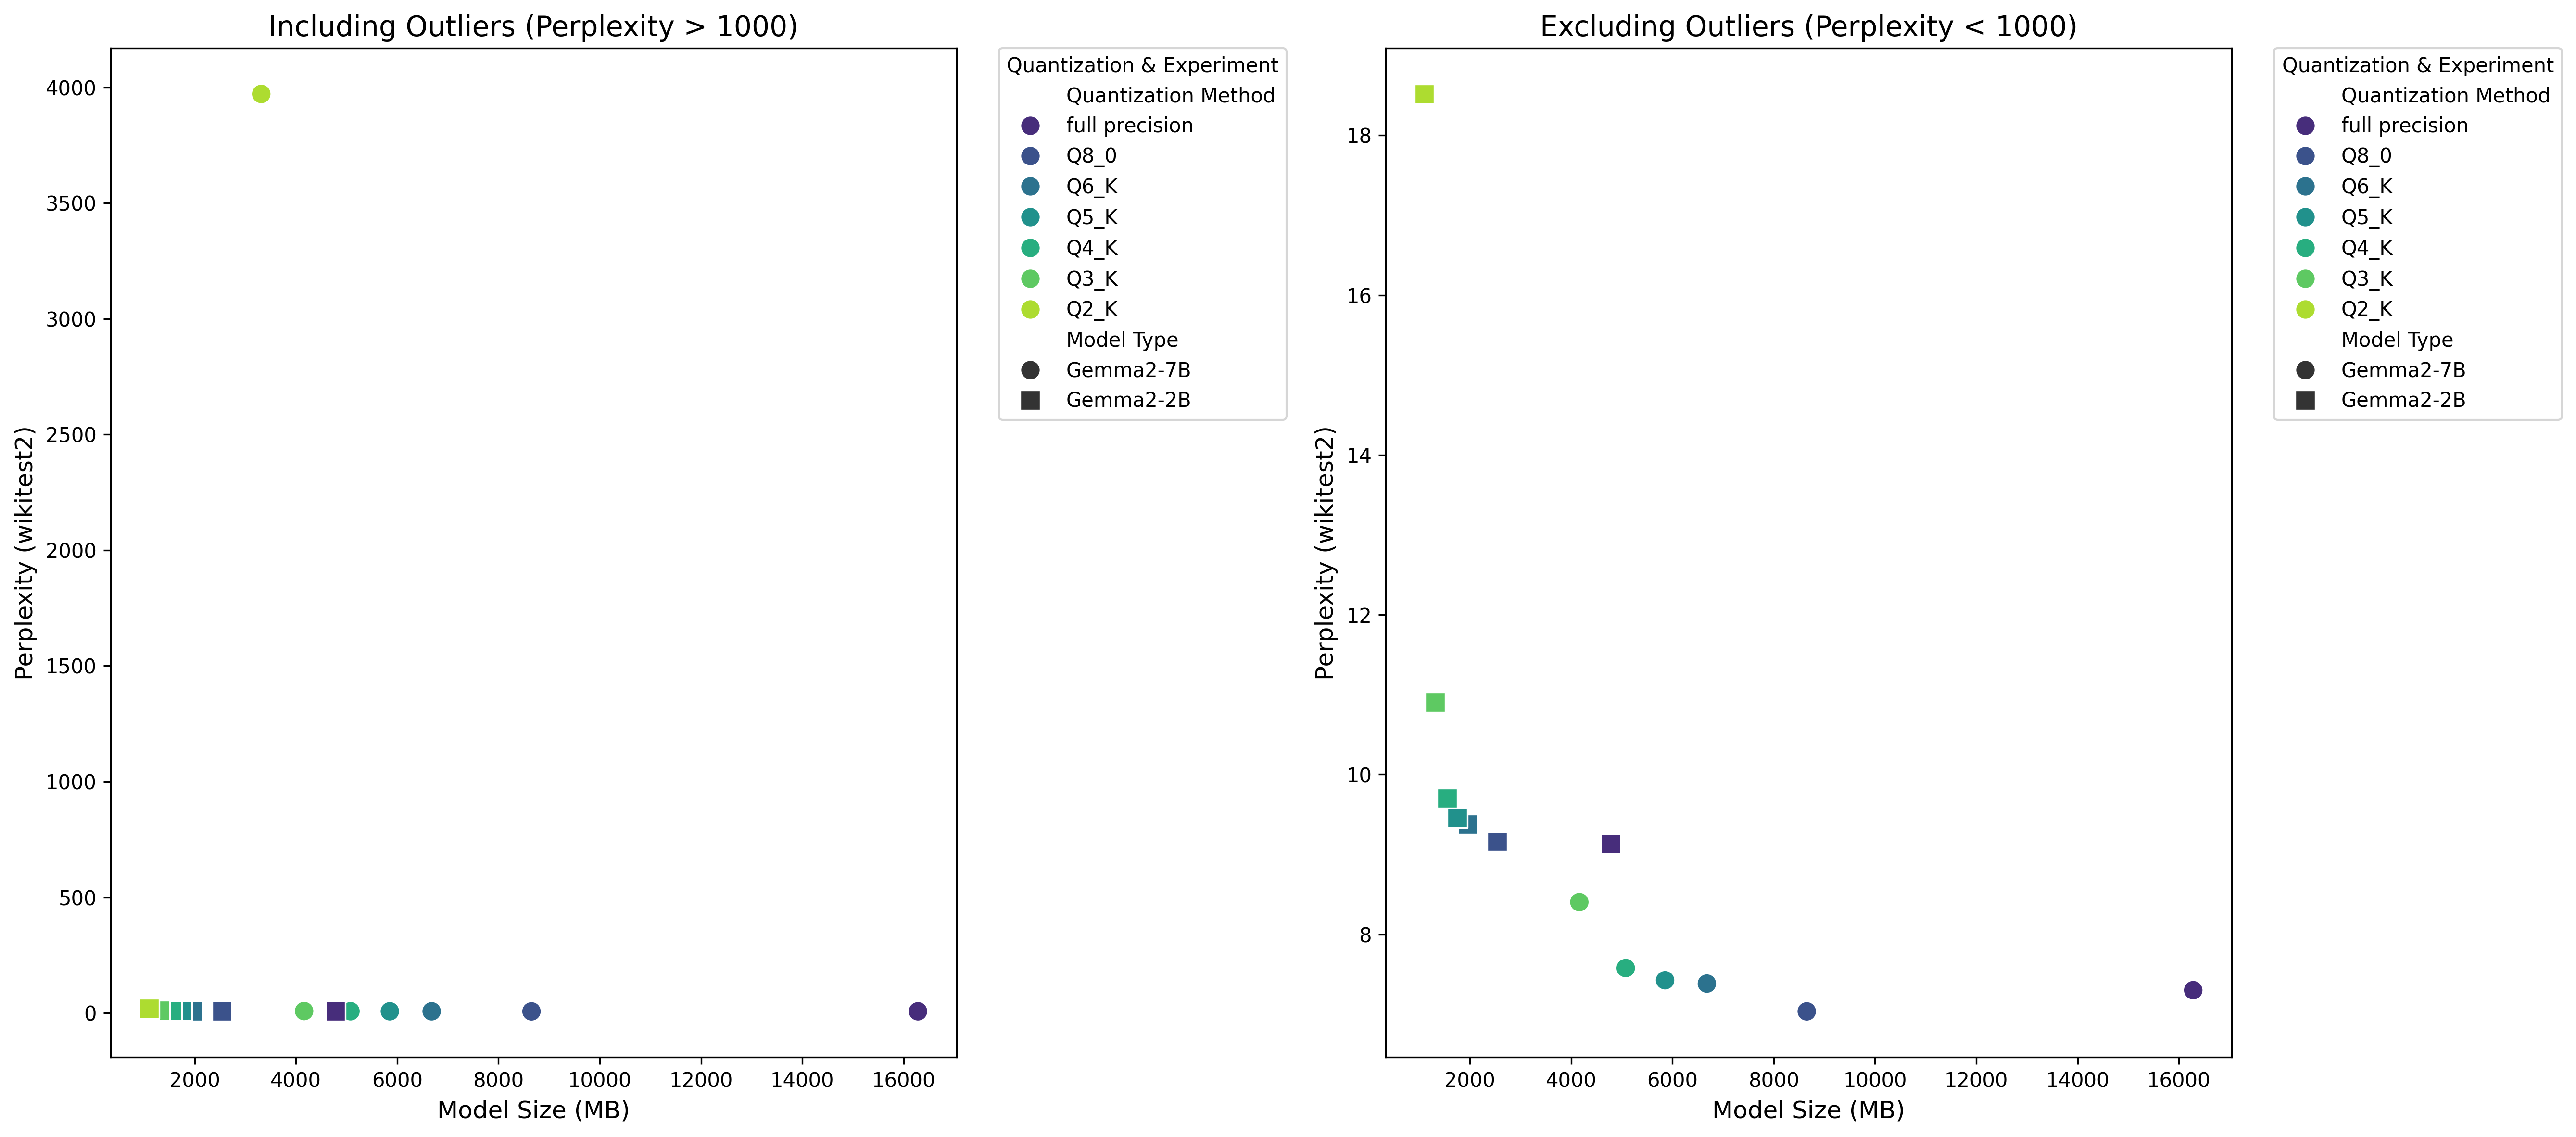 Including Outliers (Perplexity > 1000)
Perplexity (wikitest2)
4000
3500
3000
2500
2000
1500
1000
500
0
2000 4000 6000 8000 10000 12000 14000 16000
Model Size (MB)
Quantization & Experiment
Quantization Method
full precision
Q8_0
Q6_K
Q5_K
Q4_K
Q3_K
Q2_K
Model Type
Gemma2-7B
Gemma2-2B
Excluding Outliers (Perplexity < 1000)
Perplexity (wikitest2)
18
16
14
12
10
8
2000 4000 6000 8000 10000 12000 14000 16000
Model Size (MB)
Quantization & Experiment
Quantization Method
full precision
Q8_0
Q6_K
Q5_K
Q4_K
Q3_K
Q2_K
Model Type
Gemma2-7B
Gemma2-2B